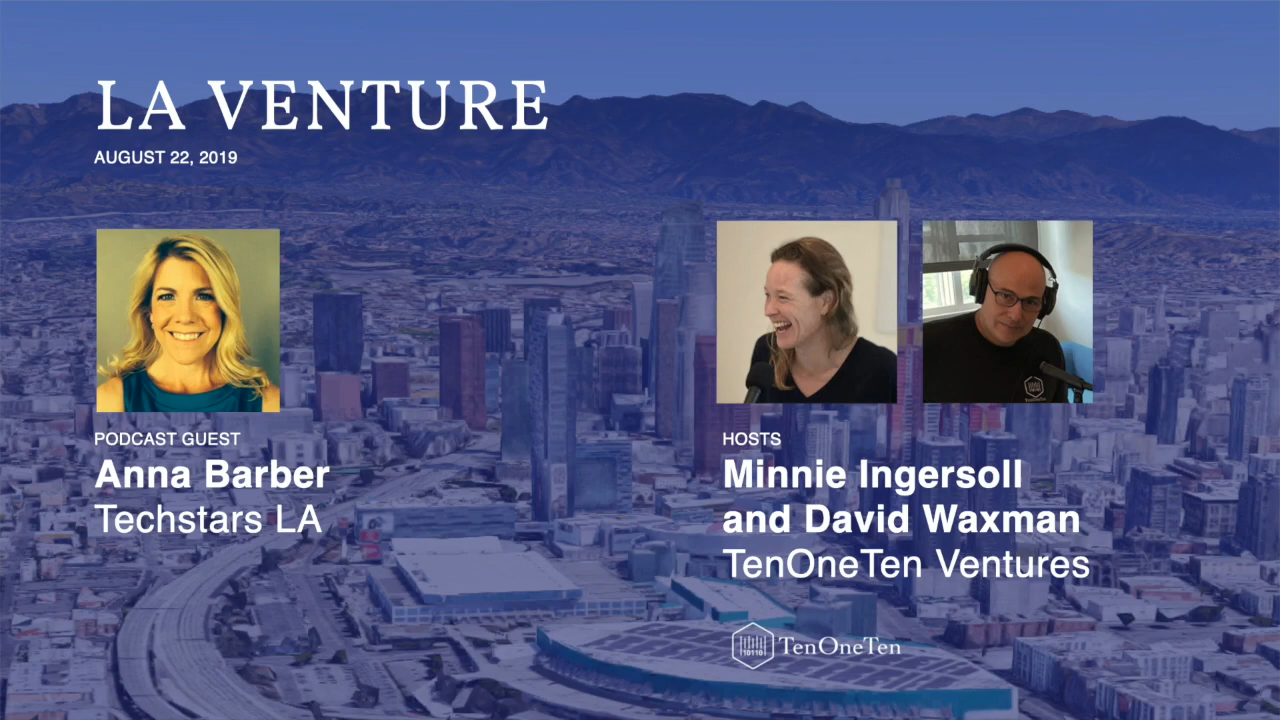 LA VENTURE
AUGUST 22, 2019
PODCAST GUEST
Anna Barber
Techstars LA
HOSTS
Minnie Ingersoll
and David Waxman
TenOneTen Ventures
10110
TenOneTen